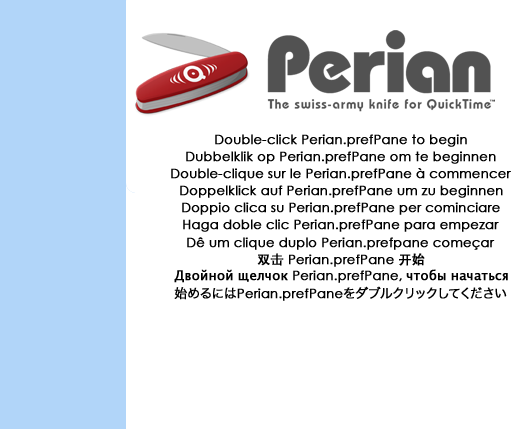 Perian
The swiss-army knife for QuickTime™
Double-click Perian.prefPane to begin
Dubbelklik op Perian.prefPane om te beginnen
Double-clique sur le Perian.prefPane à commencer
Doppelklick auf Perian.prefPane um zu beginnen
Doppio clica su Perian.prefPane per cominciare
Haga doble clic Perian.prefPane para empezar
Dê um clique duplo Perian.prefpane começar
双击 Perian.prefPane 开始
Двойной щелчок Perian.prefPane, чтобы начаться
始めるにはPerian.prefPaneをダブルクリックしてください